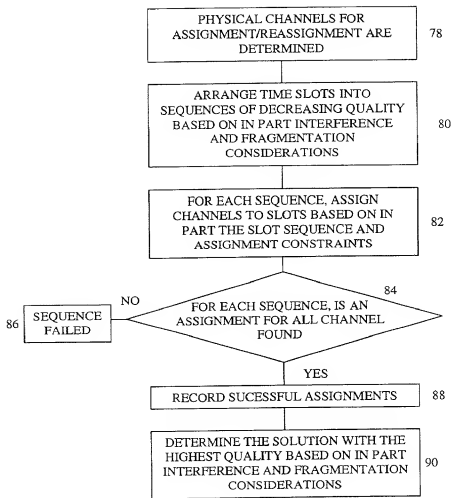 PHYSICAL CHANNELS FOR
ASSIGNMENT/REASSIGNMENT ARE
DETERMINED
78
ARRANGE TIME SLOTS INTO
SEQUENCES OF DECREASING QUALITY
BASED ON IN PART INTERFERENCE
AND FRAGMENTATION
CONSIDERATIONS
80
FOR EACH SEQUENCE, ASSIGN
CHANNELS TO SLOTS BASED ON IN
PART THE SLOT SEQUENCE AND
ASSIGNMENT CONSTRAINTS
82
84
FOR EACH SEQUENCE, IS AN
ASSIGNMENT FOR ALL CHANNEL
FOUND
NO
86
SEQUENCE
FAILED
YES
RECORD SUCESSFUL ASSIGNMENTS
88
DETERMINE THE SOLUTION WITH THE
HIGHEST QUALITY BASED ON IN PART
INTERFERENCE AND FRAGMENTATION
CONSIDERATIONS
90